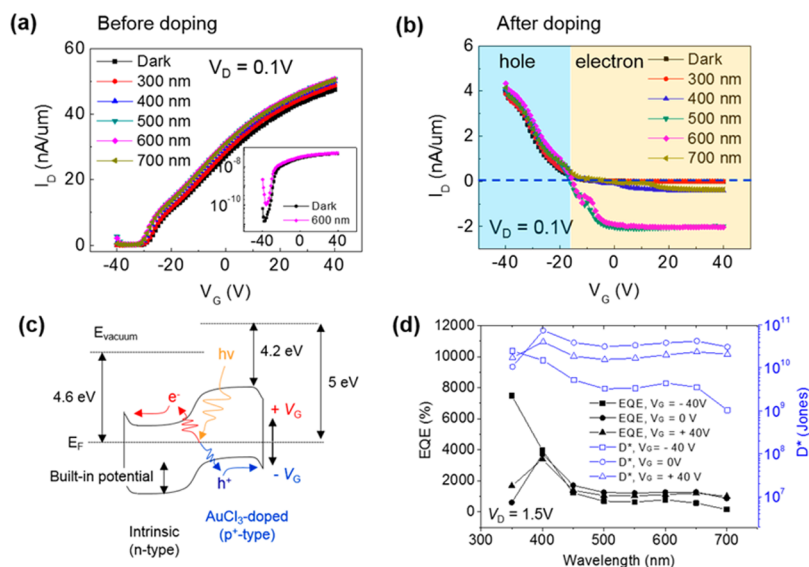 (a)
Before doping
I_D (nA/um)
60
40
20
0
-40
-20
0
20
40
V_G (V)
V_D = 0.1V
Dark
300 nm
400 nm
500 nm
600 nm
700 nm
10^-8
10^-10
-40
-20
0
20
40
Dark
600 nm
(b)
After doping
hole
electron
I_D (nA/um)
6
4
2
0
-2
-40
-20
0
20
40
V_G (V)
V_D = 0.1V
Dark
300 nm
400 nm
500 nm
600 nm
700 nm
(c)
E_vacuum
4.6 eV
4.2 eV
5 eV
hν
e-
+ V_G
E_F
Built-in potential
h+
- V_G
Intrinsic
(n-type)
AuCl3-doped
(p+-type)
(d)
EQE
(%)
12000
10000
8000
6000
4000
2000
0
300
400
500
600
700
800
Wavelength (nm)
10^11
10^10
10^9
10^8
10^7
D* (Jones)
EQE, V_G = - 40V
EQE, V_G = 0 V
EQE, V_G = + 40V
D*, V_G = - 40 V
D*, V_G = 0V
D*, V_G = + 40 V
V_D = 1.5V